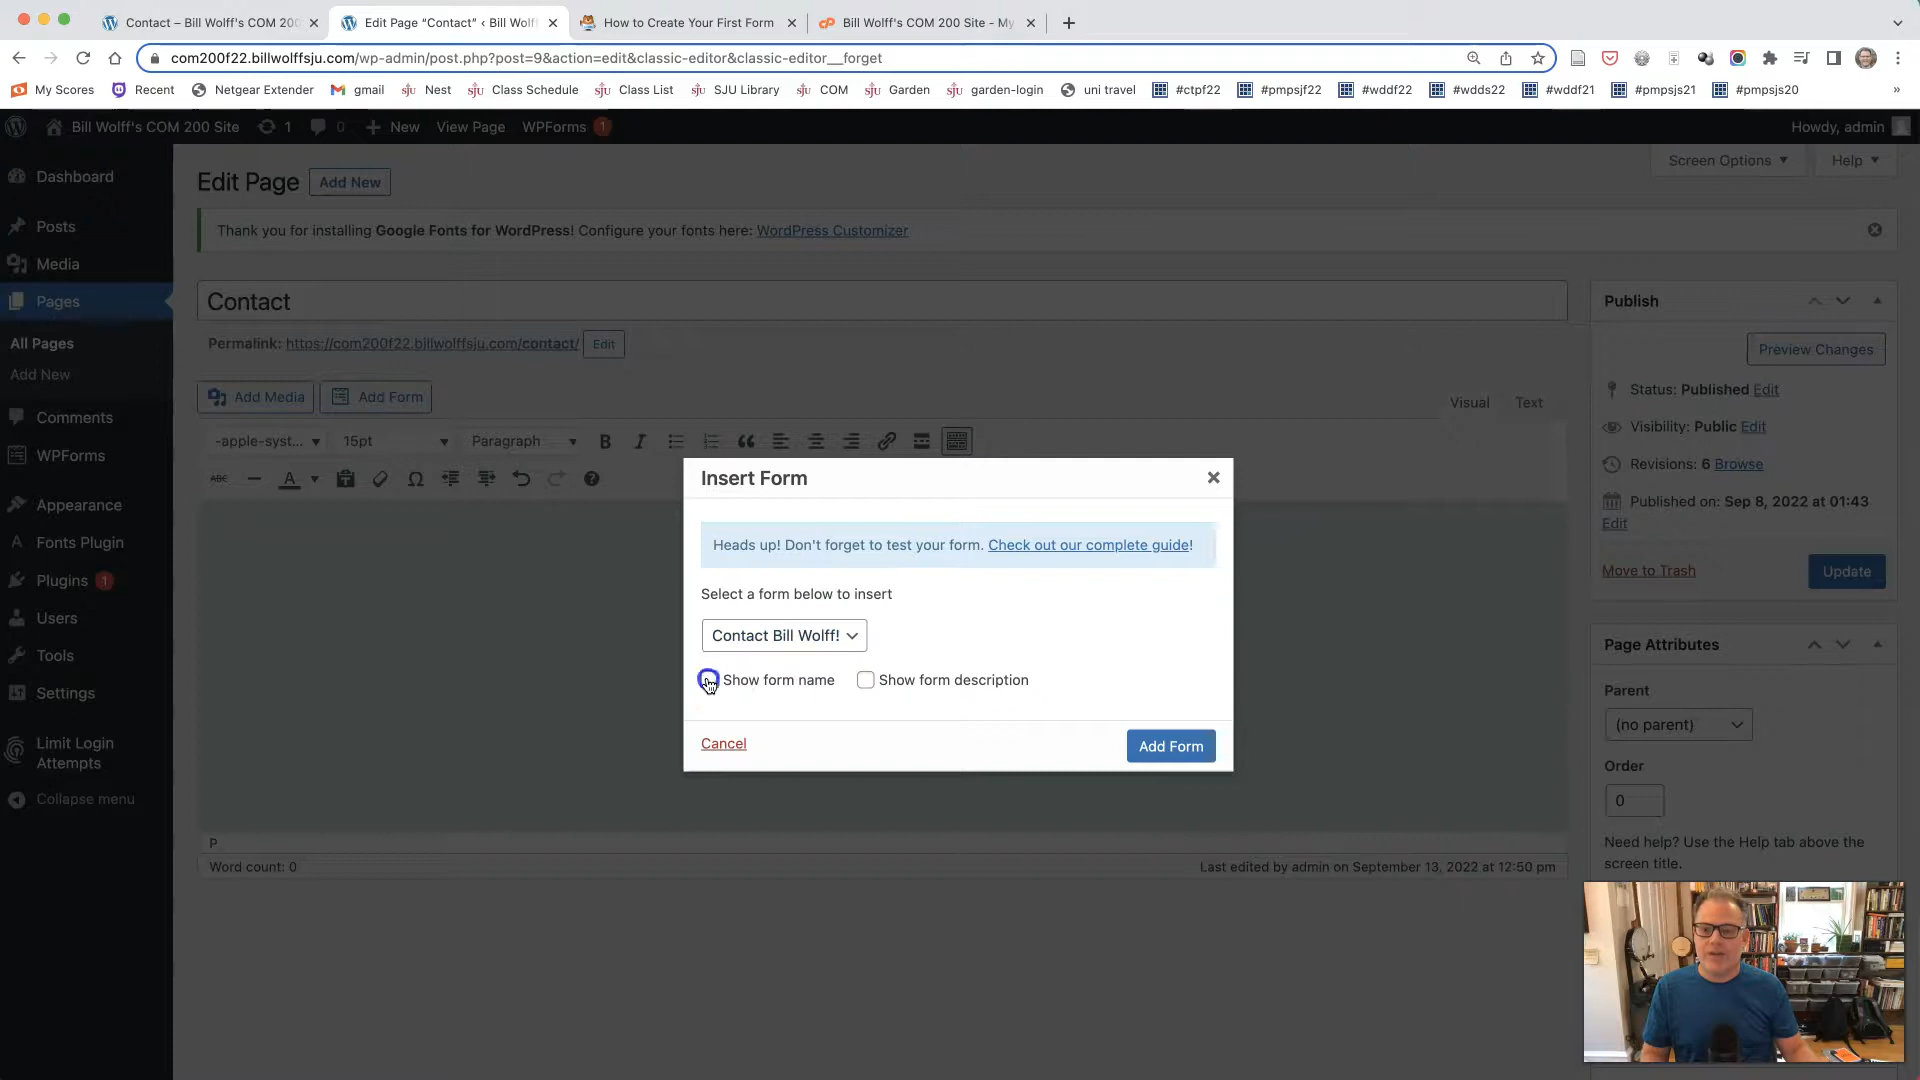 Contact – Bill Wolff's COM 200
Edit Page "Contact" ‹ Bill Wolf
How to Create Your First Form
Bill Wolff's COM 200 Site - My
com200f22.billwolffsju.com/wp-admin/post.php?post=9&action=edit&classic-editor&classic-editor__forget
My Scores
Recent
Netgear Extender
gmail
Nest
Class Schedule
Class List
SJU Library
COM
Garden
garden-login
uni travel
#ctpf22
#pmpsjf22
#wddf22
#wdds22
#wddf21
#pmpsjs21
#pmpsjs20
»
Bill Wolff's COM 200 Site
1
0
New
View Page
WPForms 1
Howdy, admin
Dashboard
Posts
Media
Pages
All Pages
Add New
Comments
WPForms
Appearance
Fonts Plugin
Plugins 1
Users
Tools
Settings
Limit Login
Attempts
Collapse menu
Screen Options
Help
Edit Page
Add New
Thank you for installing Google Fonts for WordPress! Configure your fonts here: WordPress Customizer
Contact
Permalink: https://com200f22.billwolffsju.com/contact/ Edit
Add Media
Add Form
Visual
Text
-apple-syst...
15pt
Paragraph
B
I
ABC
A
Ω
Insert Form
Heads up! Don't forget to test your form. Check out our complete guide!
Select a form below to insert
Contact Bill Wolff!
Show form name
Show form description
Cancel
Add Form
P
Word count: 0
Last edited by admin on September 13, 2022 at 12:50 pm
Publish
Preview Changes
Status: Published Edit
Visibility: Public Edit
Revisions: 6 Browse
Published on: Sep 8, 2022 at 01:43
Edit
Move to Trash
Update
Page Attributes
Parent
(no parent)
Order
0
Need help? Use the Help tab above the
screen title.